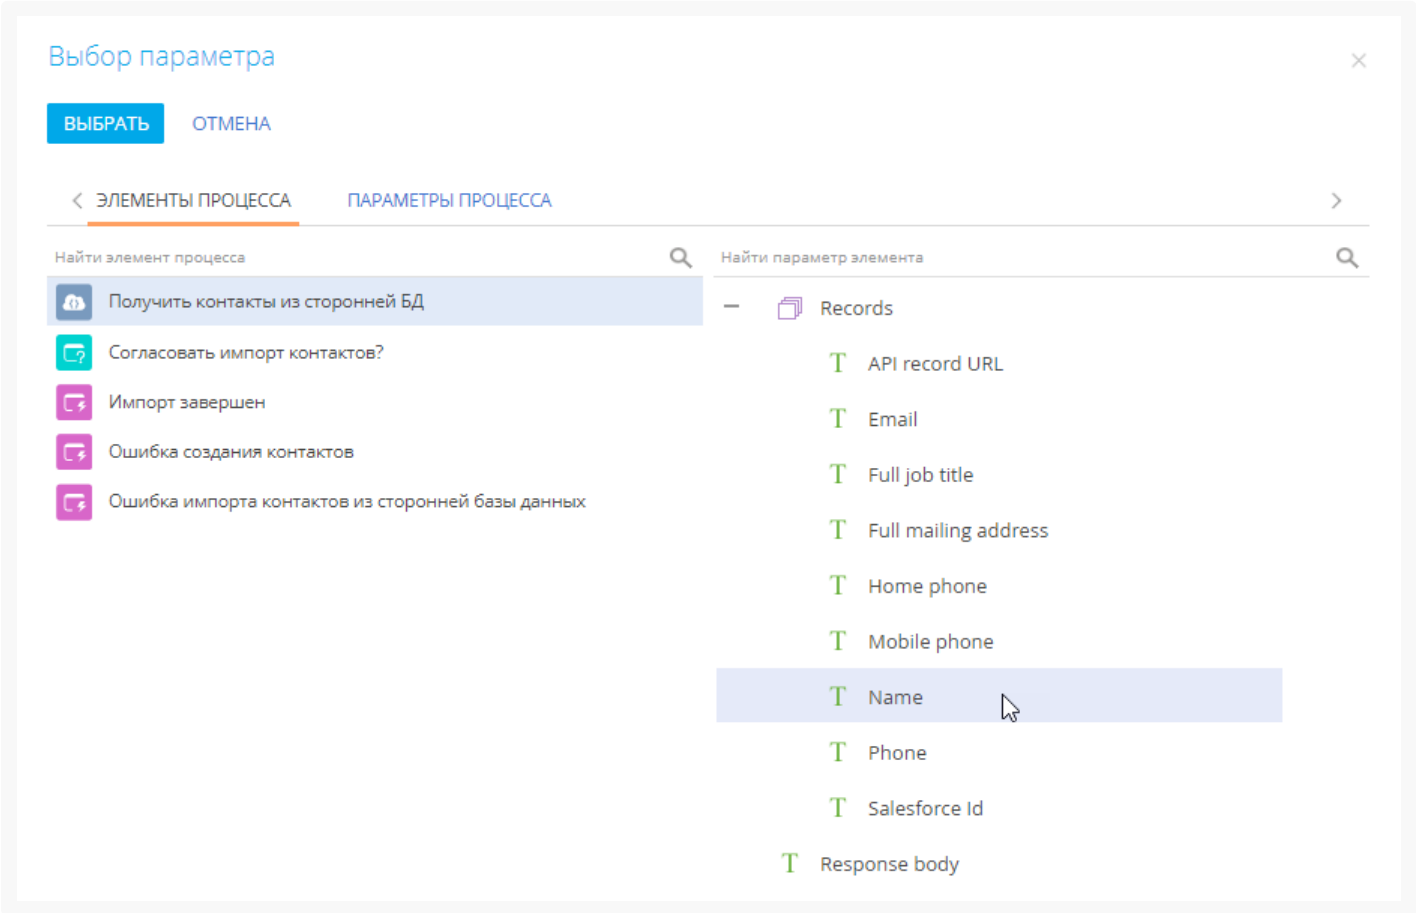 Выбор параметра
ВЫБРАТЬ ОТМЕНА
ЭЛЕМЕНТЫ ПРОЦЕССА ПАРАМЕТРЫ ПРОЦЕССА
Найти элемент процесса
Получить контакты из сторонней БД
Согласовать импорт контактов?
Импорт завершен
Ошибка создания контактов
Ошибка импорта контактов из сторонней базы данных
Найти параметр элемента
Records
T API record URL
T Email
T Full job title
T Full mailing address
T Home phone
T Mobile phone
T Name
T Phone
T Salesforce Id
T Response body